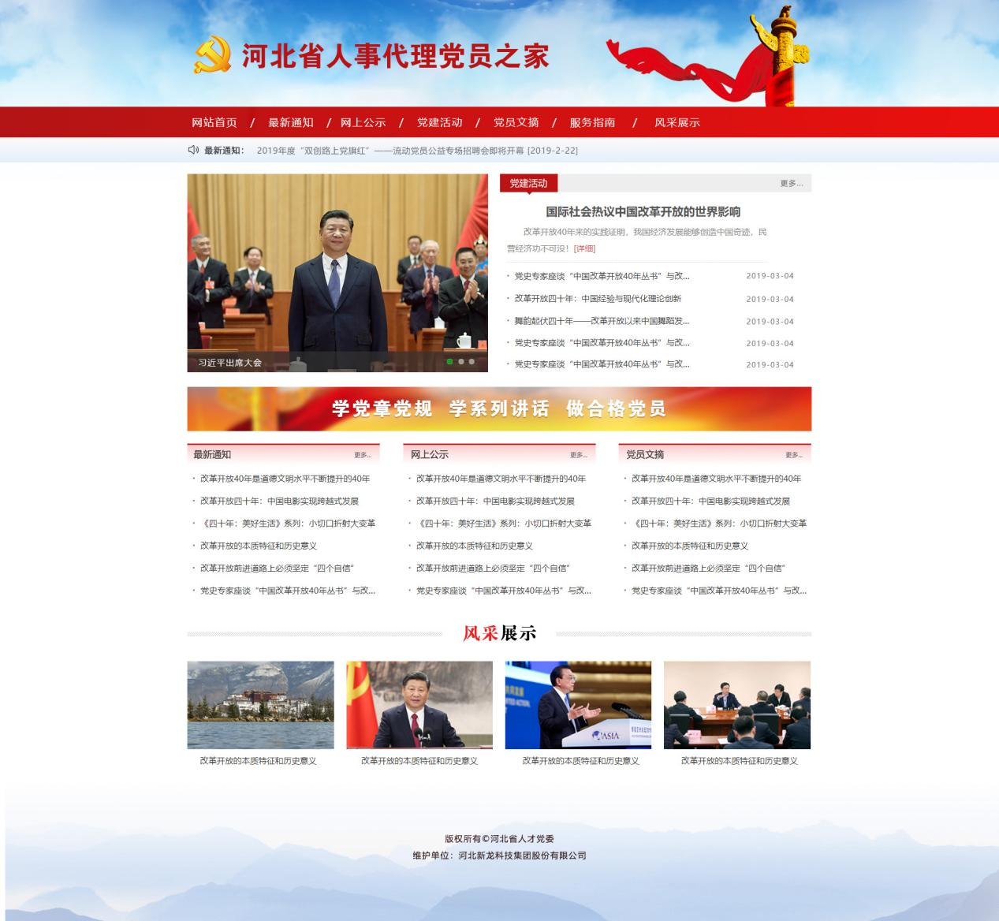 河北省人事代理党员之家
网站首页 / 最新通知 / 网上公示 / 党建活动 / 党员文摘 / 服务指南 / 风采展示
最新通知： 2019年度“双创路上党旗红”——流动党员公益专场招聘会即将开幕 [2019-2-22]
习近平出席大会
党建活动 更多...
国际社会热议中国改革开放的世界影响
改革开放40年来的实践证明，我国经济发展能够创造中国奇迹，民
营经济功不可没！[详细]
· 党史专家座谈“中国改革开放40年丛书”与改... 2019-03-04
· 改革开放四十年：中国经验与现代化理论创新 2019-03-04
· 舞韵起伏四十年——改革开放以来中国舞蹈发... 2019-03-04
· 党史专家座谈“中国改革开放40年丛书”与改... 2019-03-04
· 党史专家座谈“中国改革开放40年丛书”与改... 2019-03-04
学党章党规 学系列讲话 做合格党员
最新通知 更多...
· 改革开放40年是道德文明水平不断提升的40年
· 改革开放四十年：中国电影实现跨越式发展
· 《四十年：美好生活》系列：小切口折射大变革
· 改革开放的本质特征和历史意义
· 改革开放前进道路上必须坚定“四个自信”
· 党史专家座谈“中国改革开放40年丛书”与改...
网上公示 更多...
· 改革开放40年是道德文明水平不断提升的40年
· 改革开放四十年：中国电影实现跨越式发展
· 《四十年：美好生活》系列：小切口折射大变革
· 改革开放的本质特征和历史意义
· 改革开放前进道路上必须坚定“四个自信”
· 党史专家座谈“中国改革开放40年丛书”与改...
党员文摘 更多...
· 改革开放40年是道德文明水平不断提升的40年
· 改革开放四十年：中国电影实现跨越式发展
· 《四十年：美好生活》系列：小切口折射大变革
· 改革开放的本质特征和历史意义
· 改革开放前进道路上必须坚定“四个自信”
· 党史专家座谈“中国改革开放40年丛书”与改...
风采展示
ASIA
改革开放的本质特征和历史意义
改革开放的本质特征和历史意义
改革开放的本质特征和历史意义
改革开放的本质特征和历史意义
版权所有©河北省人才党委
维护单位：河北新龙科技集团股份有限公司